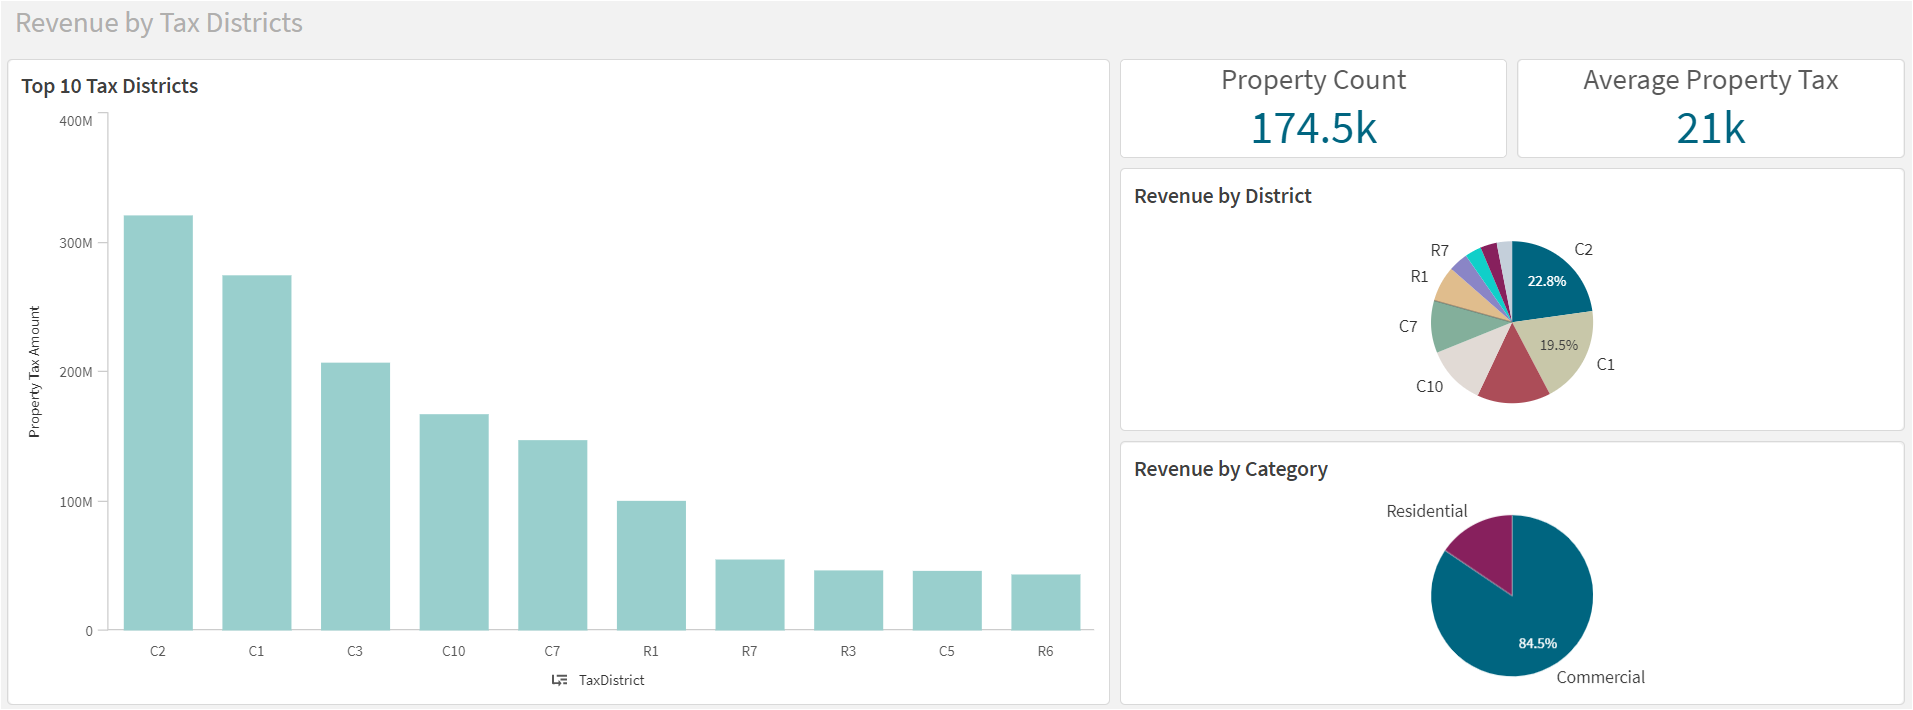 Revenue by Tax Districts
Top 10 Tax Districts
400M
300M
200M
100M
0
Property Tax Amount
C2 C1 C3 C10 C7 R1 R7 R3 C5 R6
TaxDistrict
Property Count
174.5k
Average Property Tax
21k
Revenue by District
R7
C2
R1
22.8%
C7
19.5%
C1
C10
Revenue by Category
Residential
84.5%
Commercial